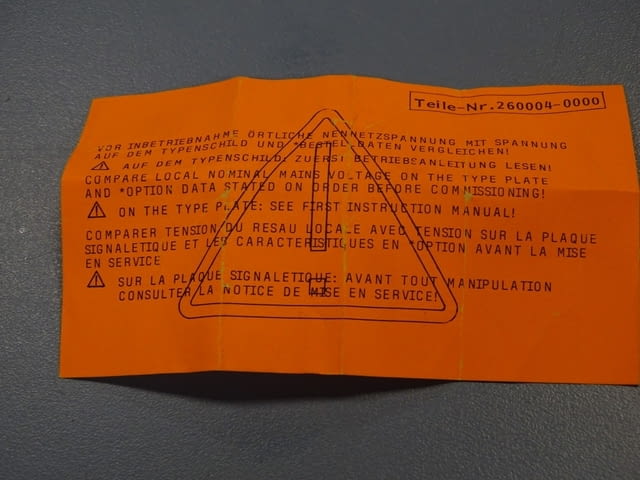 Teile-Nr.260004-0000
VOR INBETRIEBNAHME ÖRTLICHE NENNETZSPANNUNG MIT SPANNUNG
AUF DEM TYPENSCHILD UND *BESTELLDATEN VERGLEICHEN!
AUF DEM TYPENSCHILD: ZUERST BETRIEBSANLEITUNG LESEN!
COMPARE LOCAL NOMINAL MAINS VOLTAGE ON THE TYPE PLATE
AND *OPTION DATA STATED ON ORDER BEFORE COMMISSIONING!
ON THE TYPE PLATE: SEE FIRST INSTRUCTION MANUAL!
COMPARER TENSION DU RESAU LOCALE AVEC TENSION SUR LA PLAQUE
SIGNALETIQUE ET LES CARACTERISTIQUES EN *OPTION AVANT LA MISE
EN SERVICE
SUR LA PLAQUE SIGNALETIQUE: AVANT TOUT MANIPULATION
CONSULTER LA NOTICE DE MISE EN SERVICE!